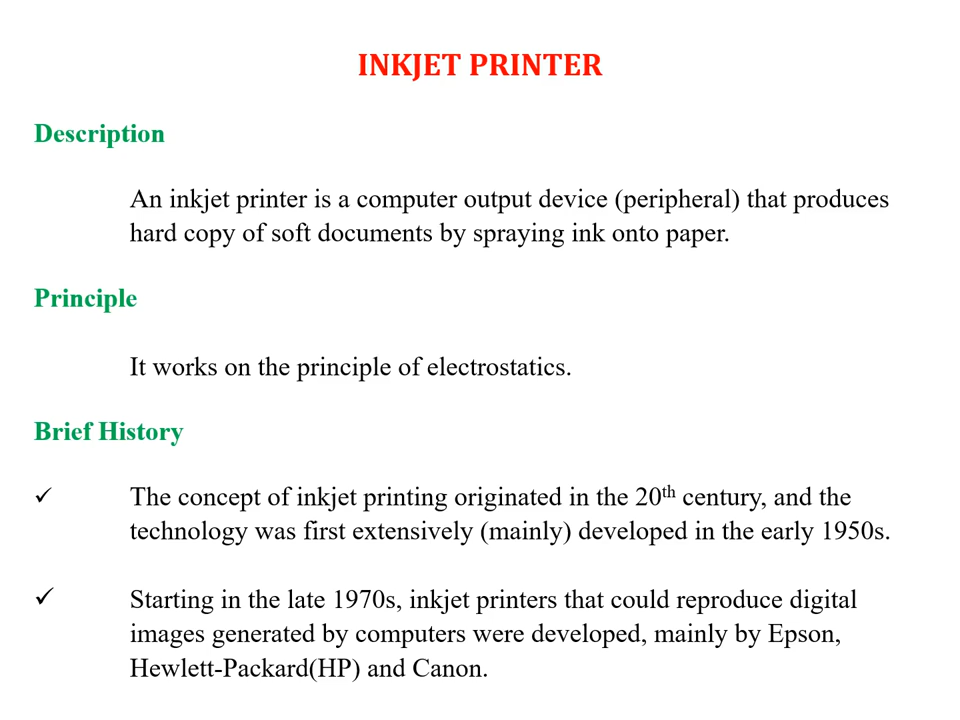 INKJET PRINTER
Description
An inkjet printer is a computer output device (peripheral) that produces
hard copy of soft documents by spraying ink onto paper.
Principle
It works on the principle of electrostatics.
Brief History
✓ The concept of inkjet printing originated in the 20th century, and the
technology was first extensively (mainly) developed in the early 1950s.
✓ Starting in the late 1970s, inkjet printers that could reproduce digital
images generated by computers were developed, mainly by Epson,
Hewlett-Packard(HP) and Canon.